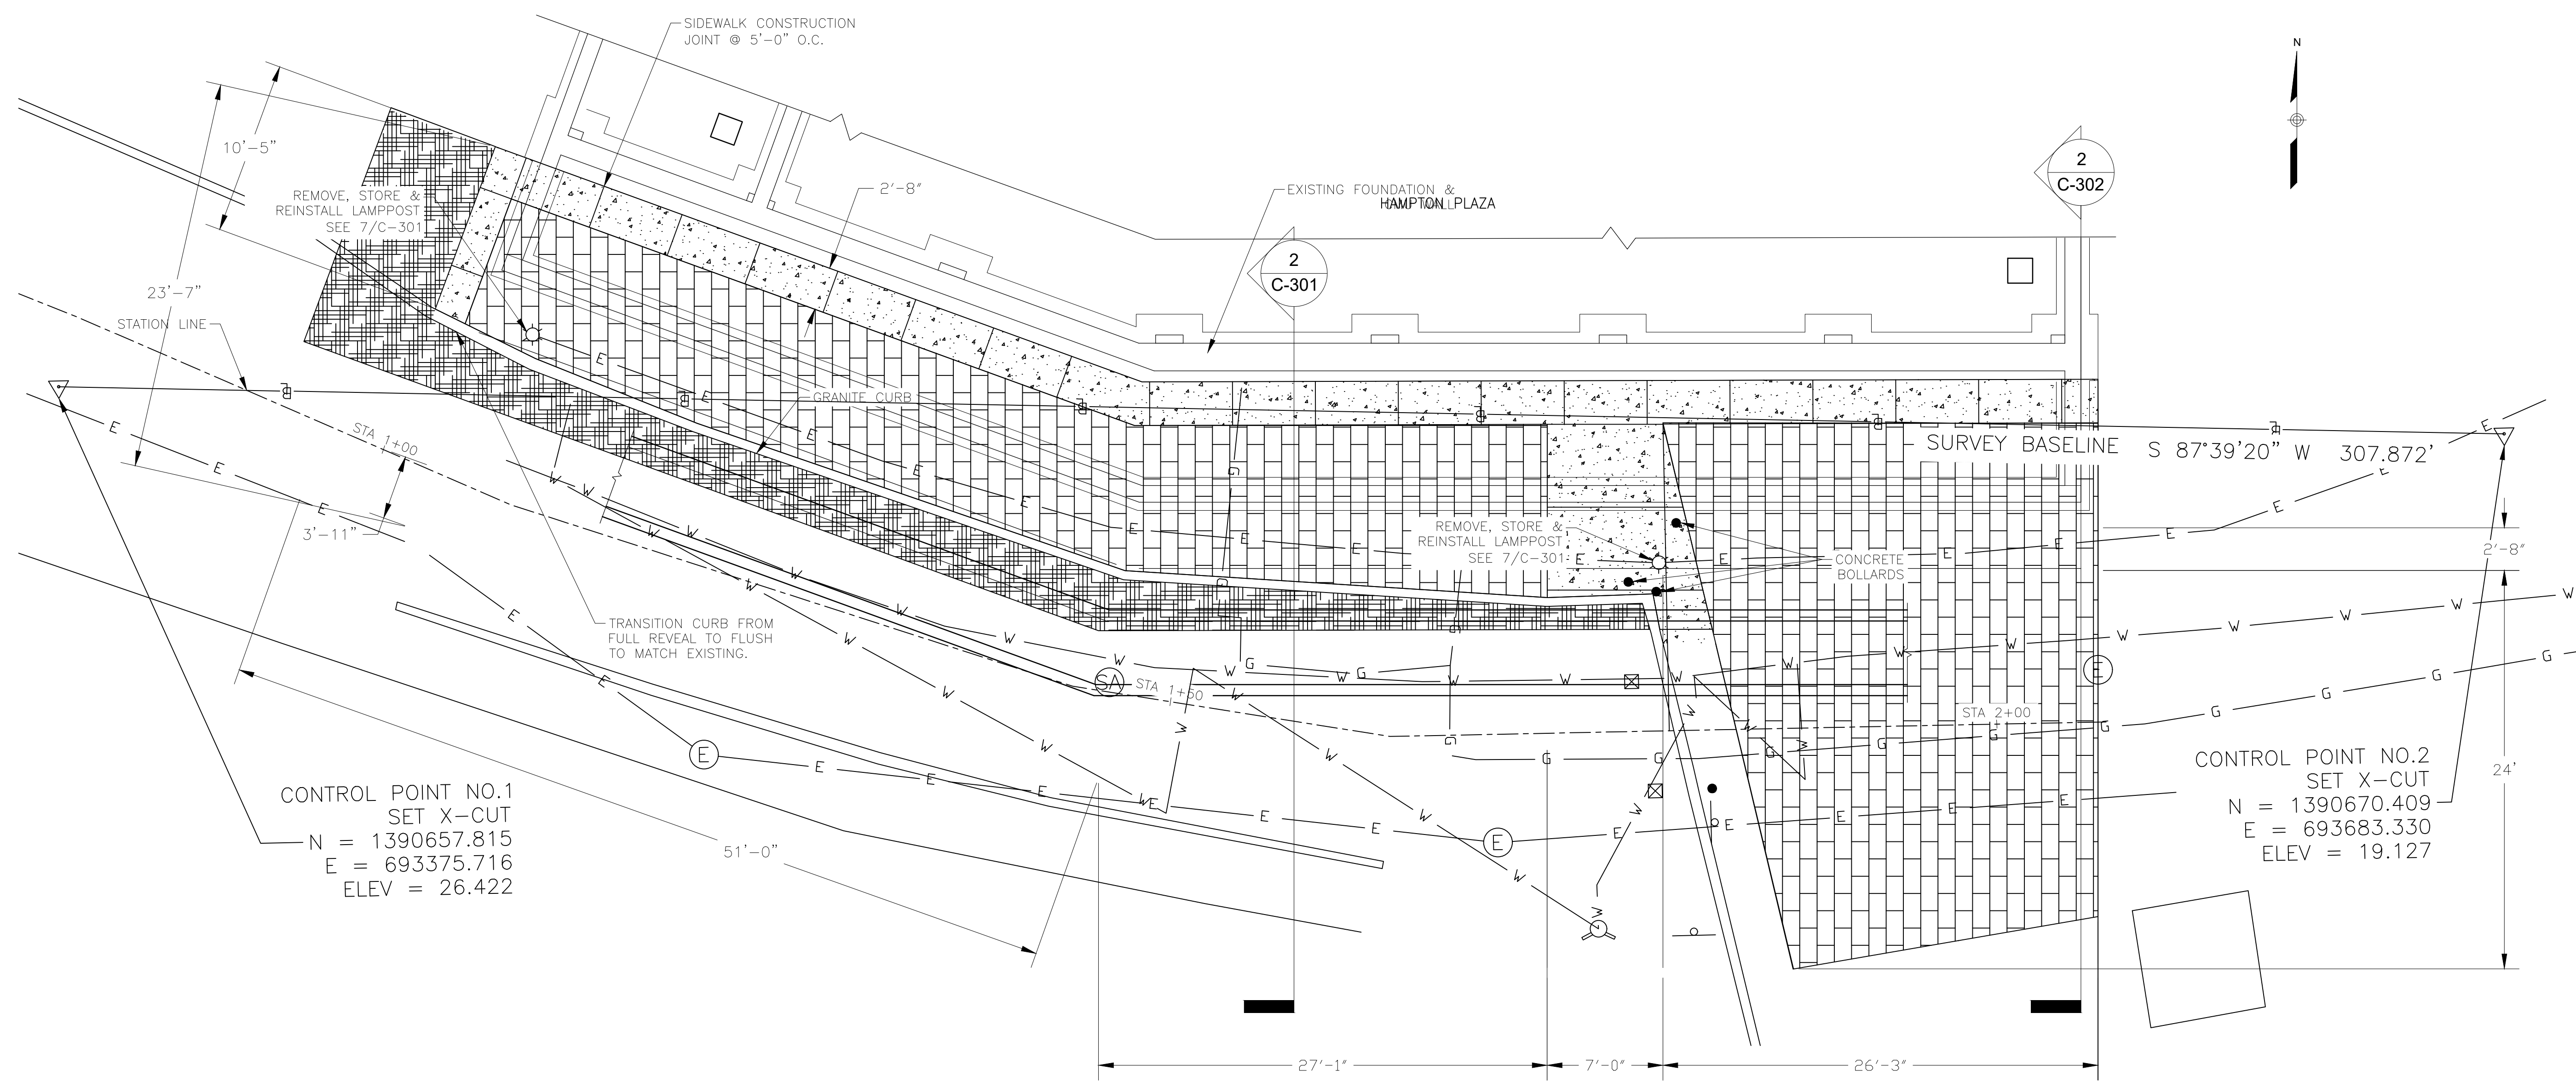 SIDEWALK CONSTRUCTION
JOINT @ 5'-0" O.C.
N
10'-5"
2'-8"
2
C-302
EXISTING FOUNDATION &
HAMPTON PLAZA
REMOVE, STORE &
REINSTALL LAMPPOST
SEE 7/C-301
2
C-301
23'-7"
STATION LINE
GRANITE CURB
STA 1+00
SURVEY BASELINE S 87°39'20" W 307.872'
3'-11"
REMOVE, STORE &
REINSTALL LAMPPOST
SEE 7/C-301
CONCRETE
BOLLARDS
2'-8"
TRANSITION CURB FROM
FULL REVEAL TO FLUSH
TO MATCH EXISTING.
SA
STA 1+50
E
STA 2+00
E
CONTROL POINT NO.2
SET X-CUT
N = 1390670.409
E = 693683.330
ELEV = 19.127
24'
CONTROL POINT NO.1
SET X-CUT
N = 1390657.815
E = 693375.716
ELEV = 26.422
E
51'-0"
27'-1"
7'-0"
26'-3"